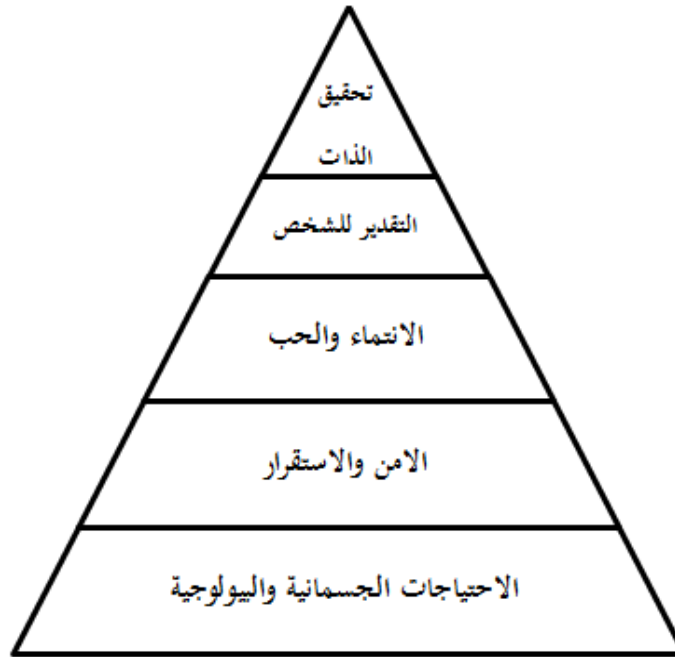 تحقيق
الذات
التقدير للشخص
الانتماء والحب
الامن والاستقرار
الاحتياجات الجسمانية والبيولوجية